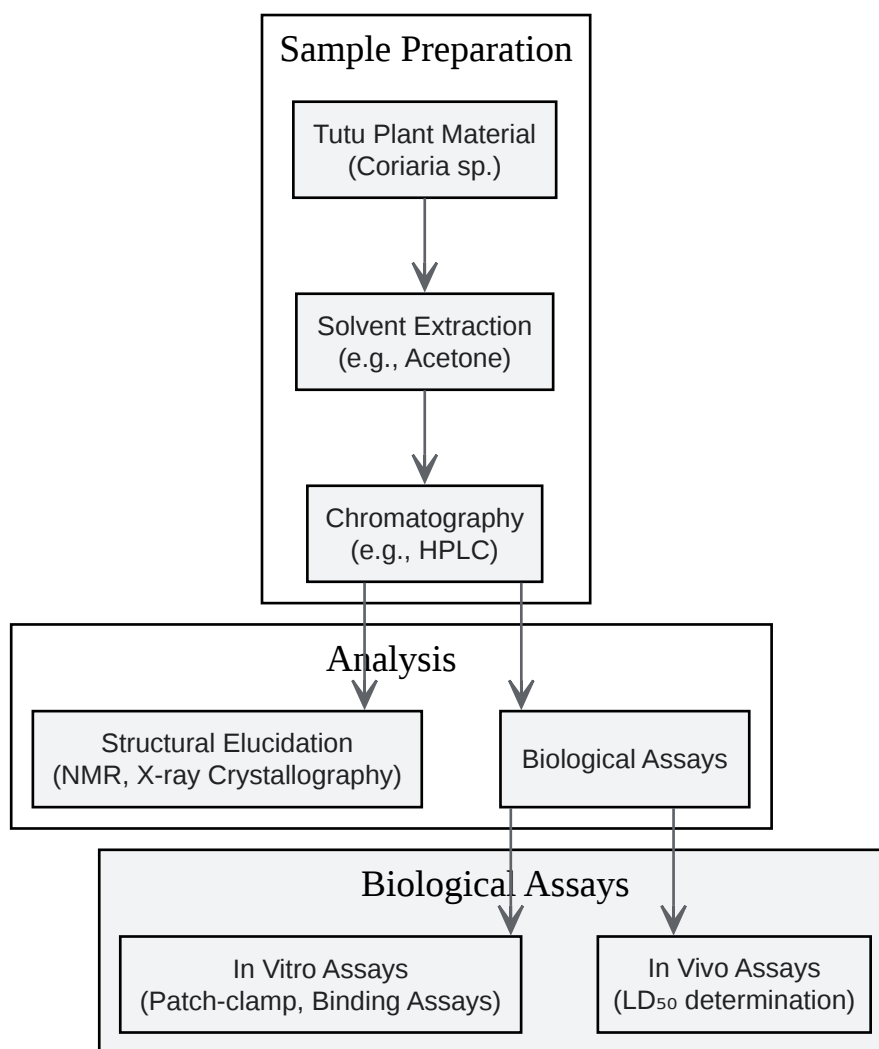 Sample Preparation
Tutu Plant Material
(Coriaria sp.)
Solvent Extraction
(e.g., Acetone)
Chromatography
(e.g., HPLC)
Analysis
Structural Elucidation
(NMR, X-ray Crystallography)
Biological Assays
Biological Assays
In Vitro Assays
(Patch-clamp, Binding Assays)
In Vivo Assays
(LD₅₀ determination)